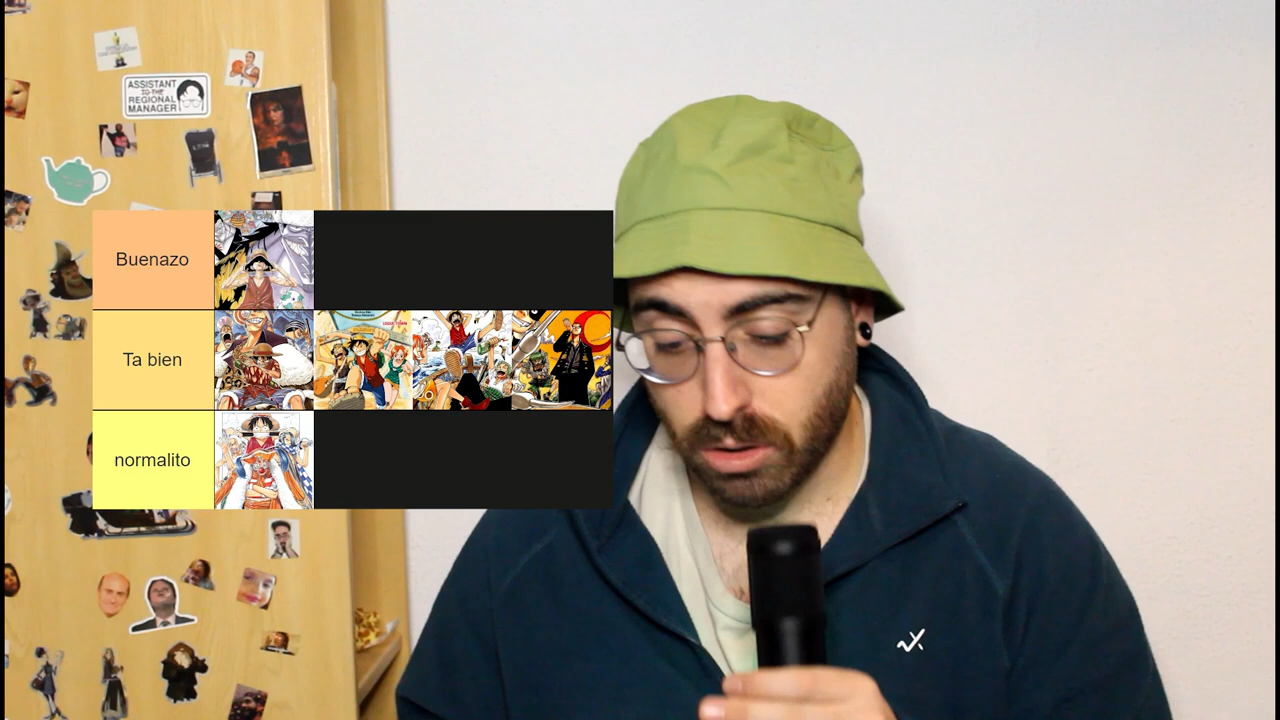 ASSISTANT
TO THE
REGIONAL
MANAGER
Buenazo
Ta bien
normalito